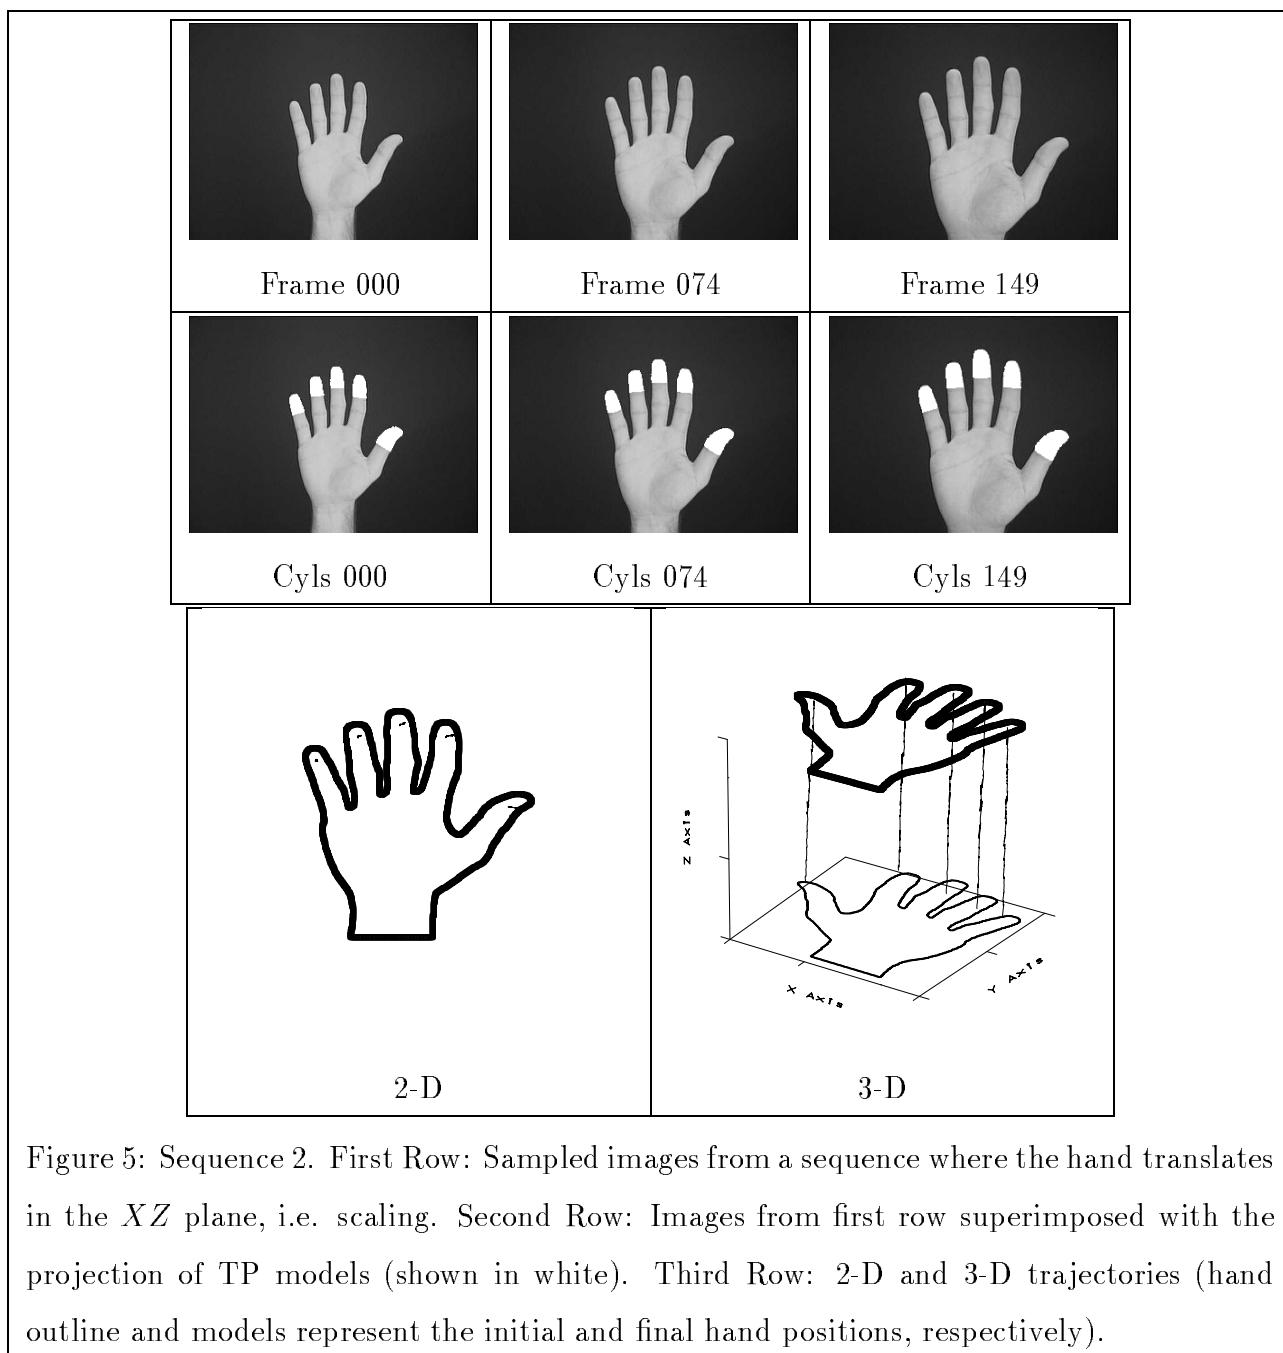 Frame 000
Frame 074
Frame 149
Cyls 000
Cyls 074
Cyls 149
Z Axis
X Axis
Y Axis
2-D
3-D
Figure 5: Sequence 2. First Row: Sampled images from a sequence where the hand translates
in the XZ plane, i.e. scaling. Second Row: Images from first row superimposed with the
projection of TP models (shown in white). Third Row: 2-D and 3-D trajectories (hand
outline and models represent the initial and final hand positions, respectively).